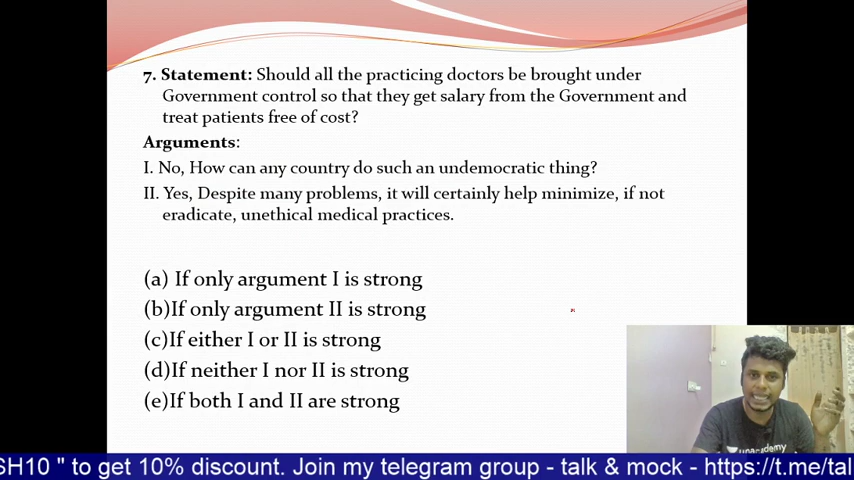 7. Statement: Should all the practicing doctors be brought under
Government control so that they get salary from the Government and
treat patients free of cost?
Arguments:
I. No, How can any country do such an undemocratic thing?
II. Yes, Despite many problems, it will certainly help minimize, if not
eradicate, unethical medical practices.
(a) If only argument I is strong
(b)If only argument II is strong
(c)If either I or II is strong
(d)If neither I nor II is strong
(e)If both I and II are strong
unacademy
SH10 " to get 10% discount. Join my telegram group - talk & mock - https://t.me/tal